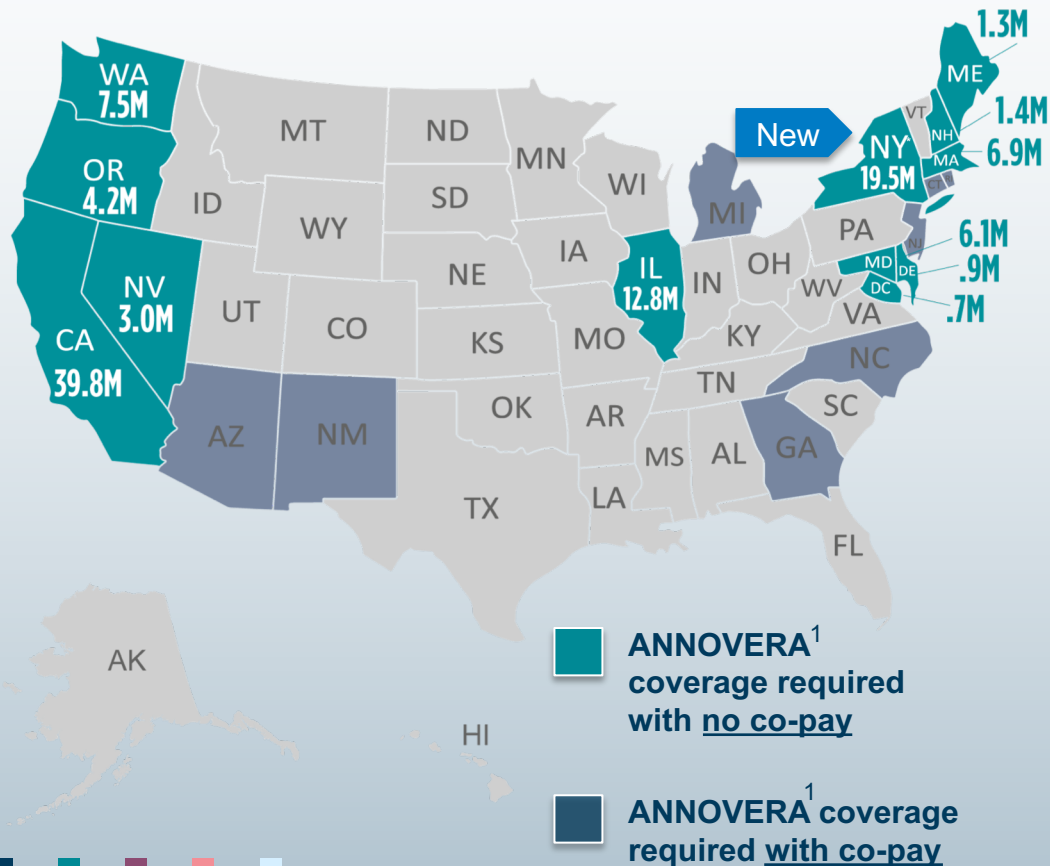 1.3M
WA
7.5M
ME
MT
ND
VT
1.4M
New
NH
MN
NY
6.9M
MA
OR
4.2M
19.5M
ID
SD
WI
CT
MI
WY
PA
NJ
6.1M
IA
MD
.9M
IL
12.8M
OH
IN
DE
NE
DC
NV
3.0M
WV
.7M
UT
VA
CO
KY
KS
MO
CA
39.8M
NC
TN
OK
AR
SC
AZ
NM
GA
MS
AL
LA
TX
FL
ANNOVERA1
coverage required
with no co-pay
AK
HI
ANNOVERA1 coverage
required with co-pay